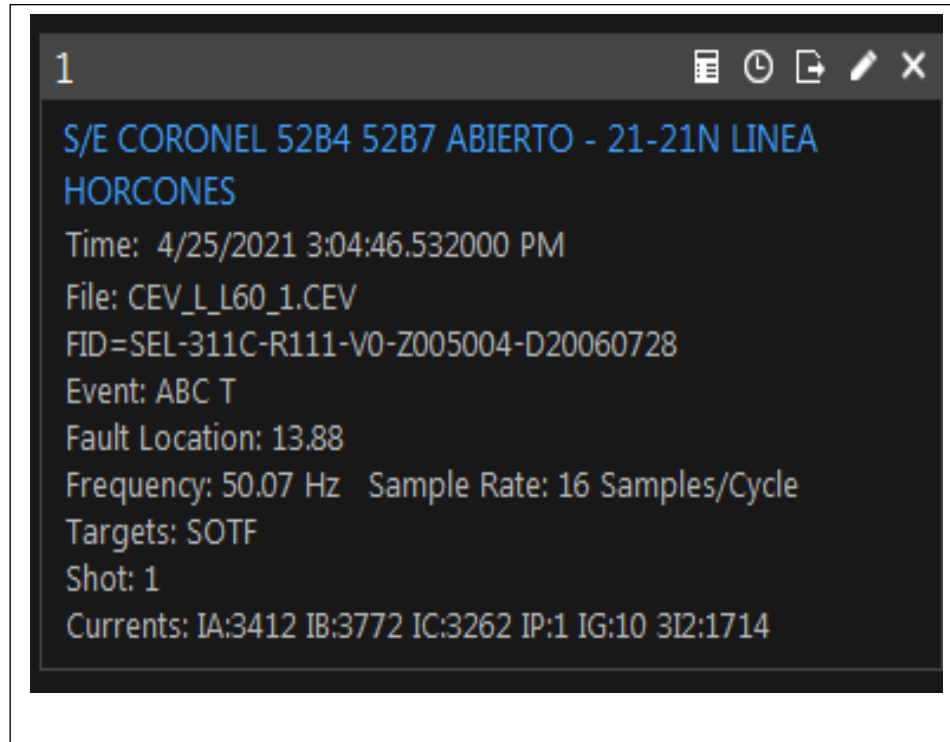 1
S/E CORONEL 52B4 52B7 ABIERTO - 21-21N LINEA
HORCONES
Time: 4/25/2021 3:04:46.532000 PM
File: CEV_L_L60_1.CEV
FID=SEL-311C-R111-V0-Z005004-D20060728
Event: ABC T
Fault Location: 13.88
Frequency: 50.07 Hz Sample Rate: 16 Samples/Cycle
Targets: SOTF
Shot: 1
Currents: IA:3412 IB:3772 IC:3262 IP:1 IG:10 3I2:1714